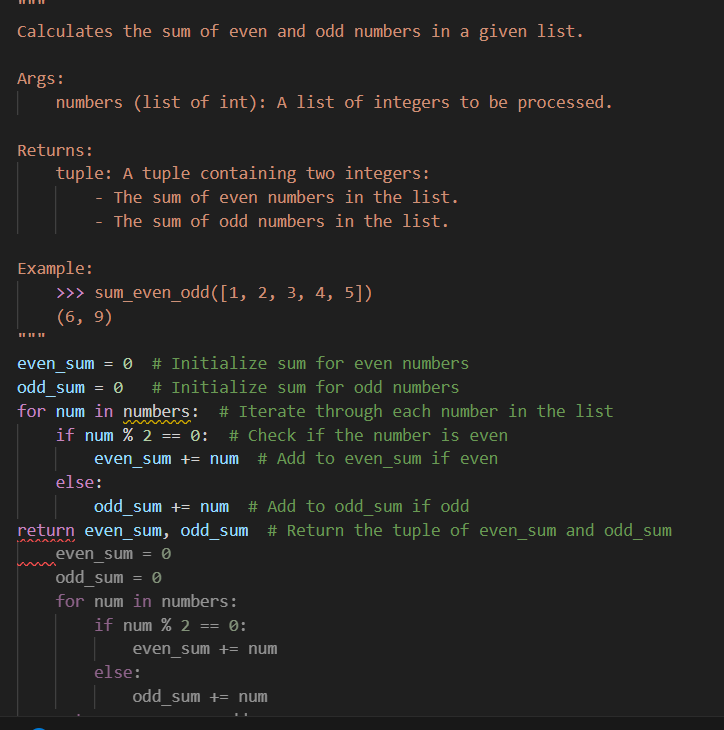 """
Calculates the sum of even and odd numbers in a given list.

Args:
    numbers (list of int): A list of integers to be processed.

Returns:
    tuple: A tuple containing two integers:
        - The sum of even numbers in the list.
        - The sum of odd numbers in the list.

Example:
    >>> sum_even_odd([1, 2, 3, 4, 5])
    (6, 9)
"""
even_sum = 0  # Initialize sum for even numbers
odd_sum = 0   # Initialize sum for odd numbers
for num in numbers:  # Iterate through each number in the list
    if num % 2 == 0:  # Check if the number is even
        even_sum += num  # Add to even_sum if even
    else:
        odd_sum += num  # Add to odd_sum if odd
return even_sum, odd_sum  # Return the tuple of even_sum and odd_sum
    even_sum = 0
    odd_sum = 0
    for num in numbers:
        if num % 2 == 0:
            even_sum += num
        else:
            odd_sum += num